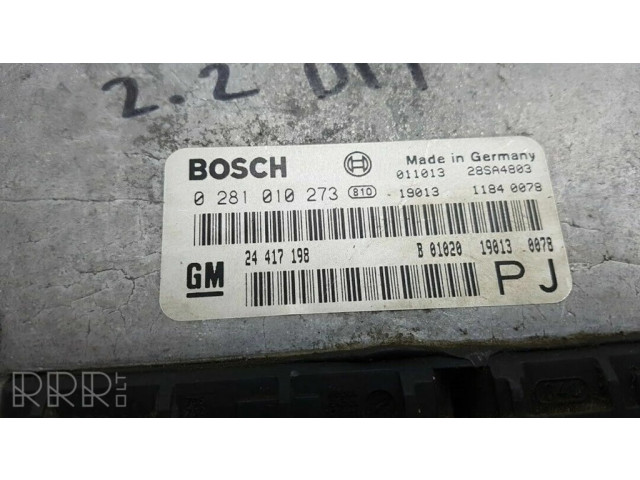 2.2 DTI
BOSCH
Made in Germany
011013 28SA4803
0 281 010 273 810 - 19013 1184 0078
GM
24 417 198 B 01020 19013 0078
PJ
RRR.LT